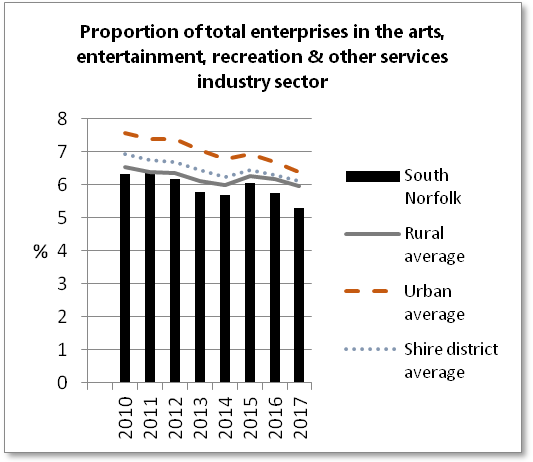 Proportion of total enterprises in the arts,
entertainment, recreation & other services
industry sector
8
7
6
5
4
3
2
1
0
%
2010
2011
2012
2013
2014
2015
2016
2017
South
Norfolk
Rural
average
Urban
average
Shire district
average